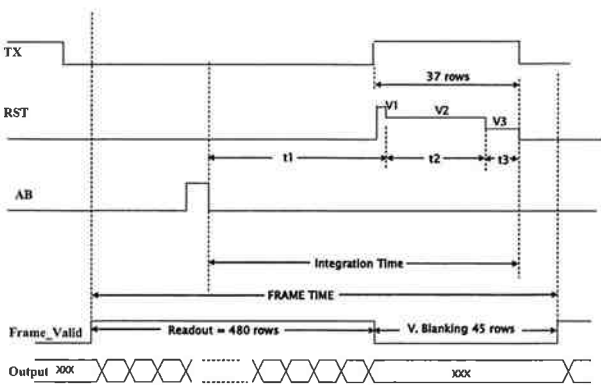 TX
37 rows
RST
V1
V2
V3
t1
t2
t3
AB
Integration Time
FRAME TIME
Frame_Valid
Readout = 480 rows
V. Blanking 45 rows
Output
XXX
XXX